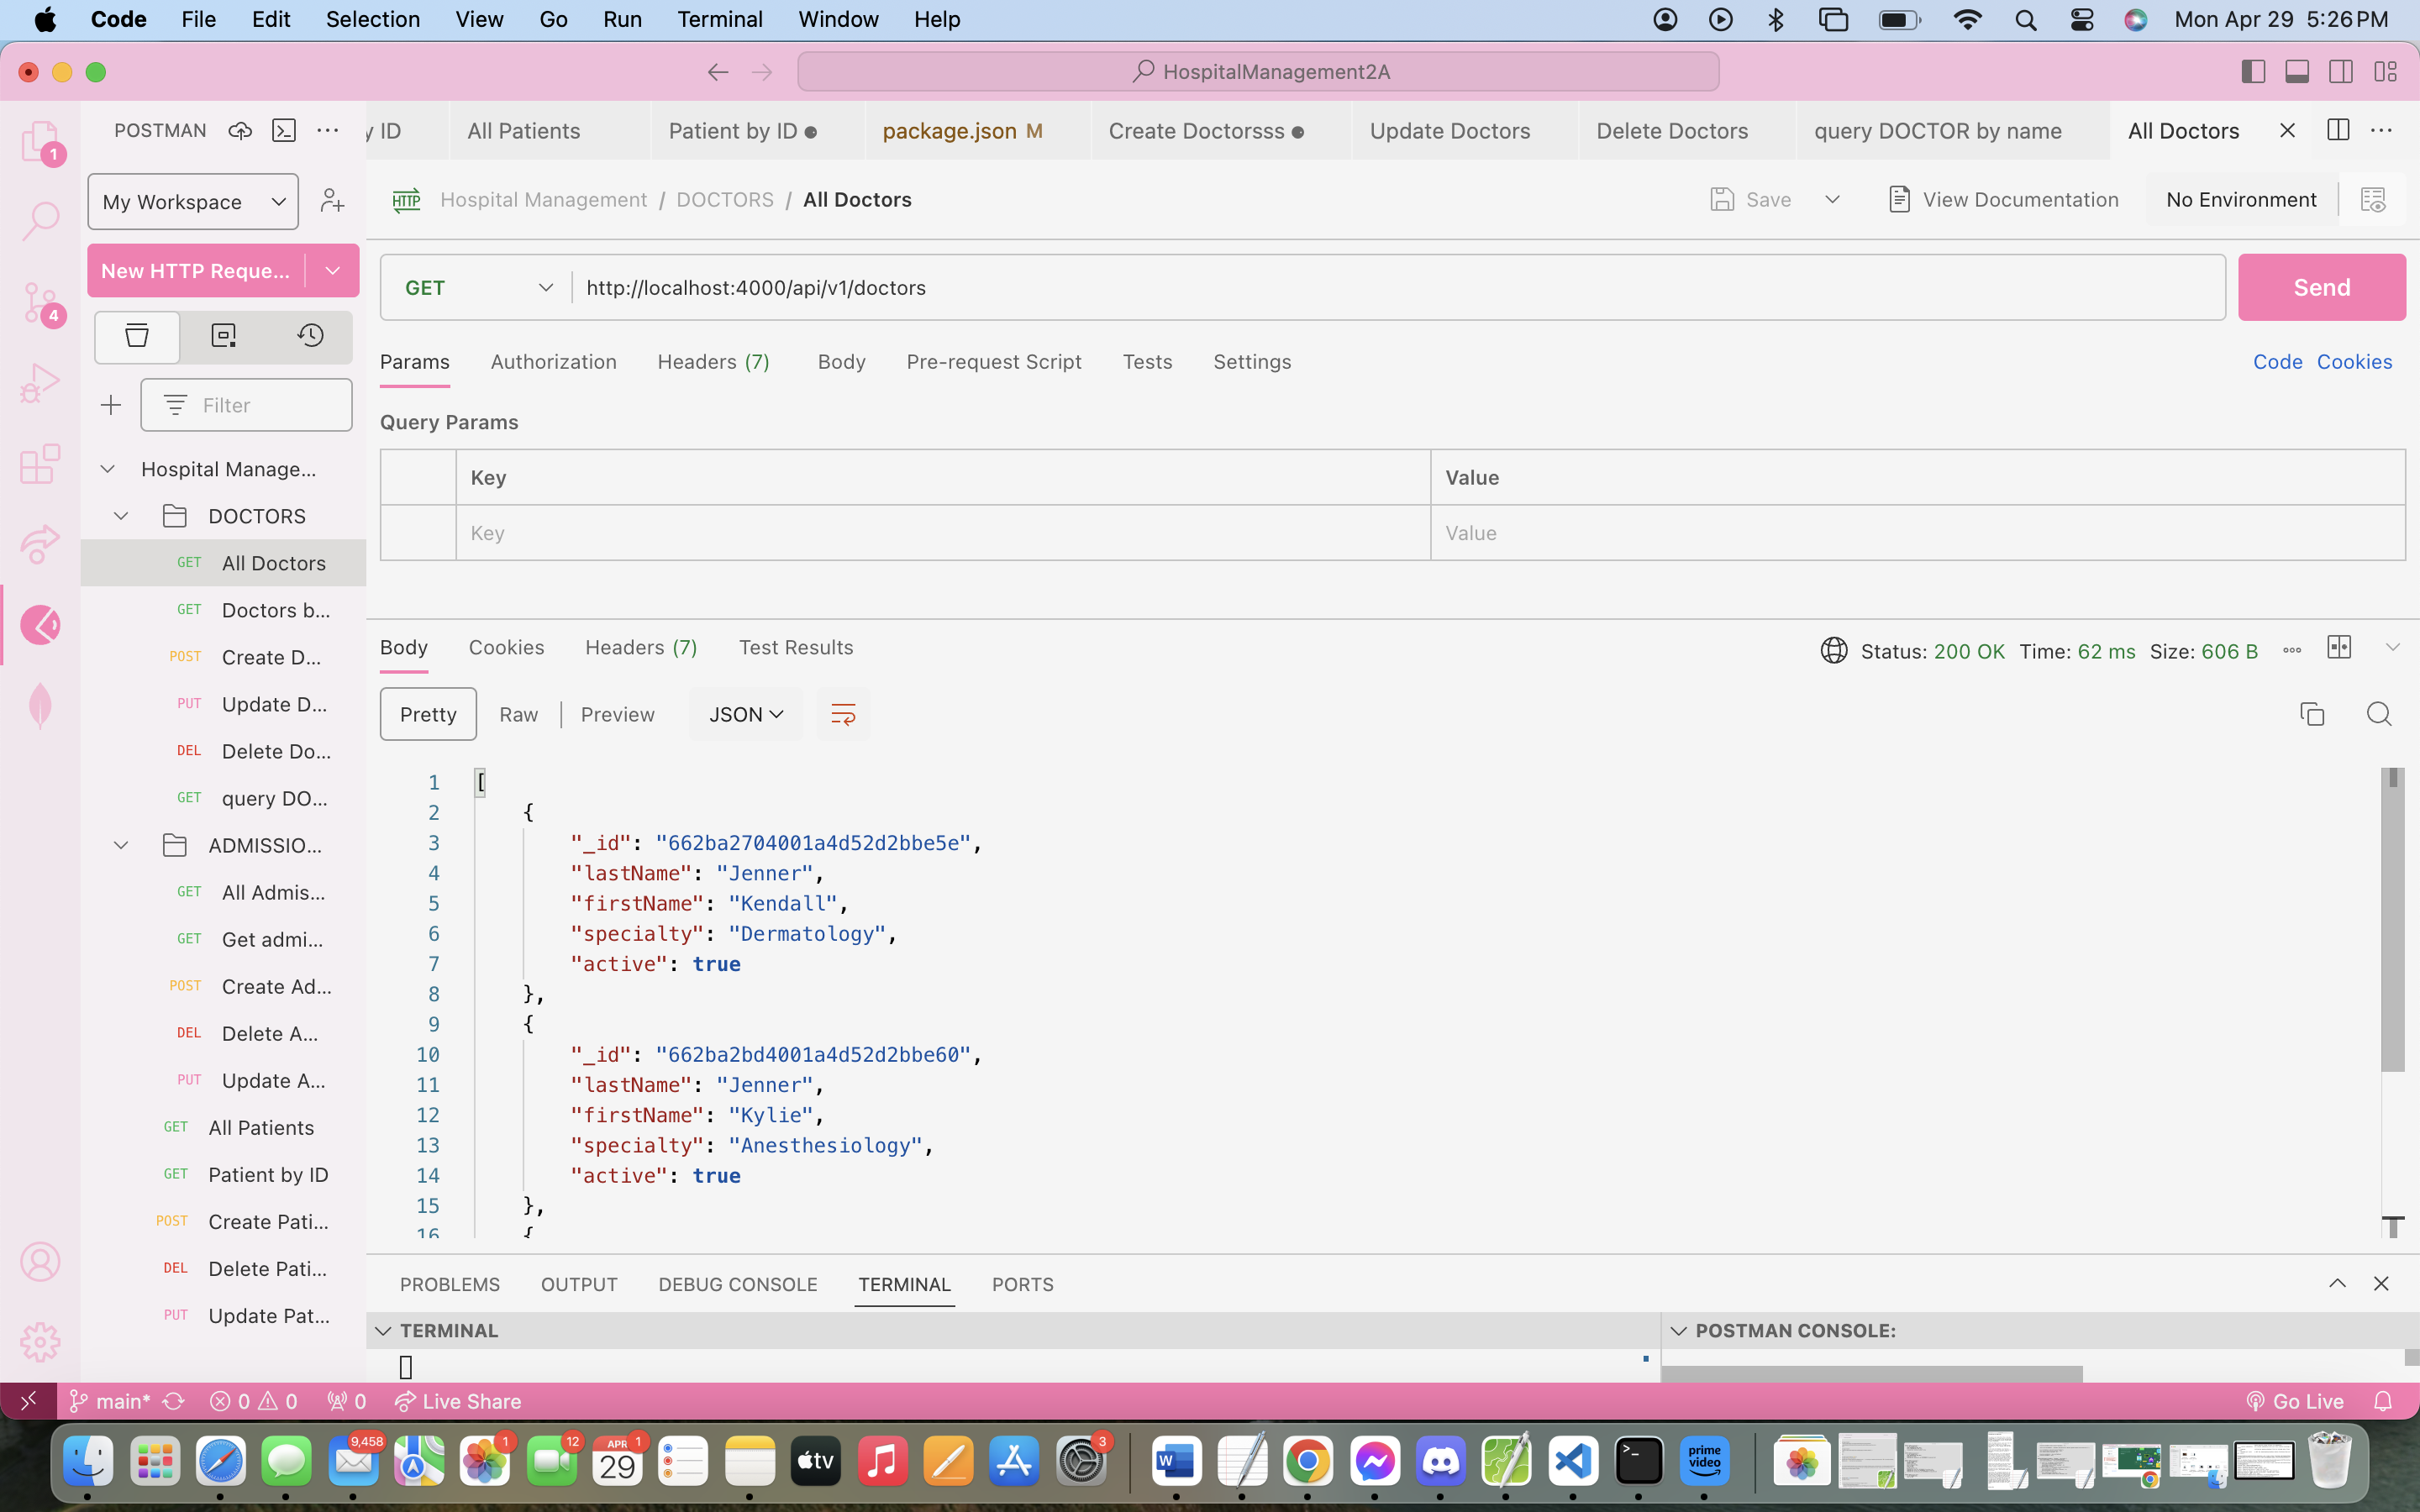 Code File Edit Selection View Go Run Terminal Window Help Mon Apr 29 5:26 PM
HospitalManagement2A
POSTMAN
y ID All Patients Patient by ID package.json M Create Doctorsss Update Doctors Delete Doctors query DOCTOR by name All Doctors
1
My Workspace
HTTP Hospital Management / DOCTORS / All Doctors Save View Documentation No Environment
New HTTP Reque...
GET http://localhost:4000/api/v1/doctors Send
4
Params Authorization Headers (7) Body Pre-request Script Tests Settings Code Cookies
Filter
Query Params
Key Value
Key Value
Hospital Manage...
DOCTORS
GET All Doctors
GET Doctors b...
POST Create D...
PUT Update D...
DEL Delete Do...
GET query DO...
ADMISSIO...
GET All Admis...
GET Get admi...
POST Create Ad...
DEL Delete A...
PUT Update A...
GET All Patients
GET Patient by ID
POST Create Pati...
DEL Delete Pati...
PUT Update Pat...
Body Cookies Headers (7) Test Results Status: 200 OK Time: 62 ms Size: 606 B
Pretty Raw Preview JSON
1 [
2 {
3 "_id": "662ba2704001a4d52d2bbe5e",
4 "lastName": "Jenner",
5 "firstName": "Kendall",
6 "specialty": "Dermatology",
7 "active": true
8 },
9 {
10 "_id": "662ba2bd4001a4d52d2bbe60",
11 "lastName": "Jenner",
12 "firstName": "Kylie",
13 "specialty": "Anesthesiology",
14 "active": true
15 },
16 {
PROBLEMS OUTPUT DEBUG CONSOLE TERMINAL PORTS
TERMINAL POSTMAN CONSOLE:
main* 0 0 0 Live Share Go Live
9,458 1 12 APR 1 29 tv 3 W prime video